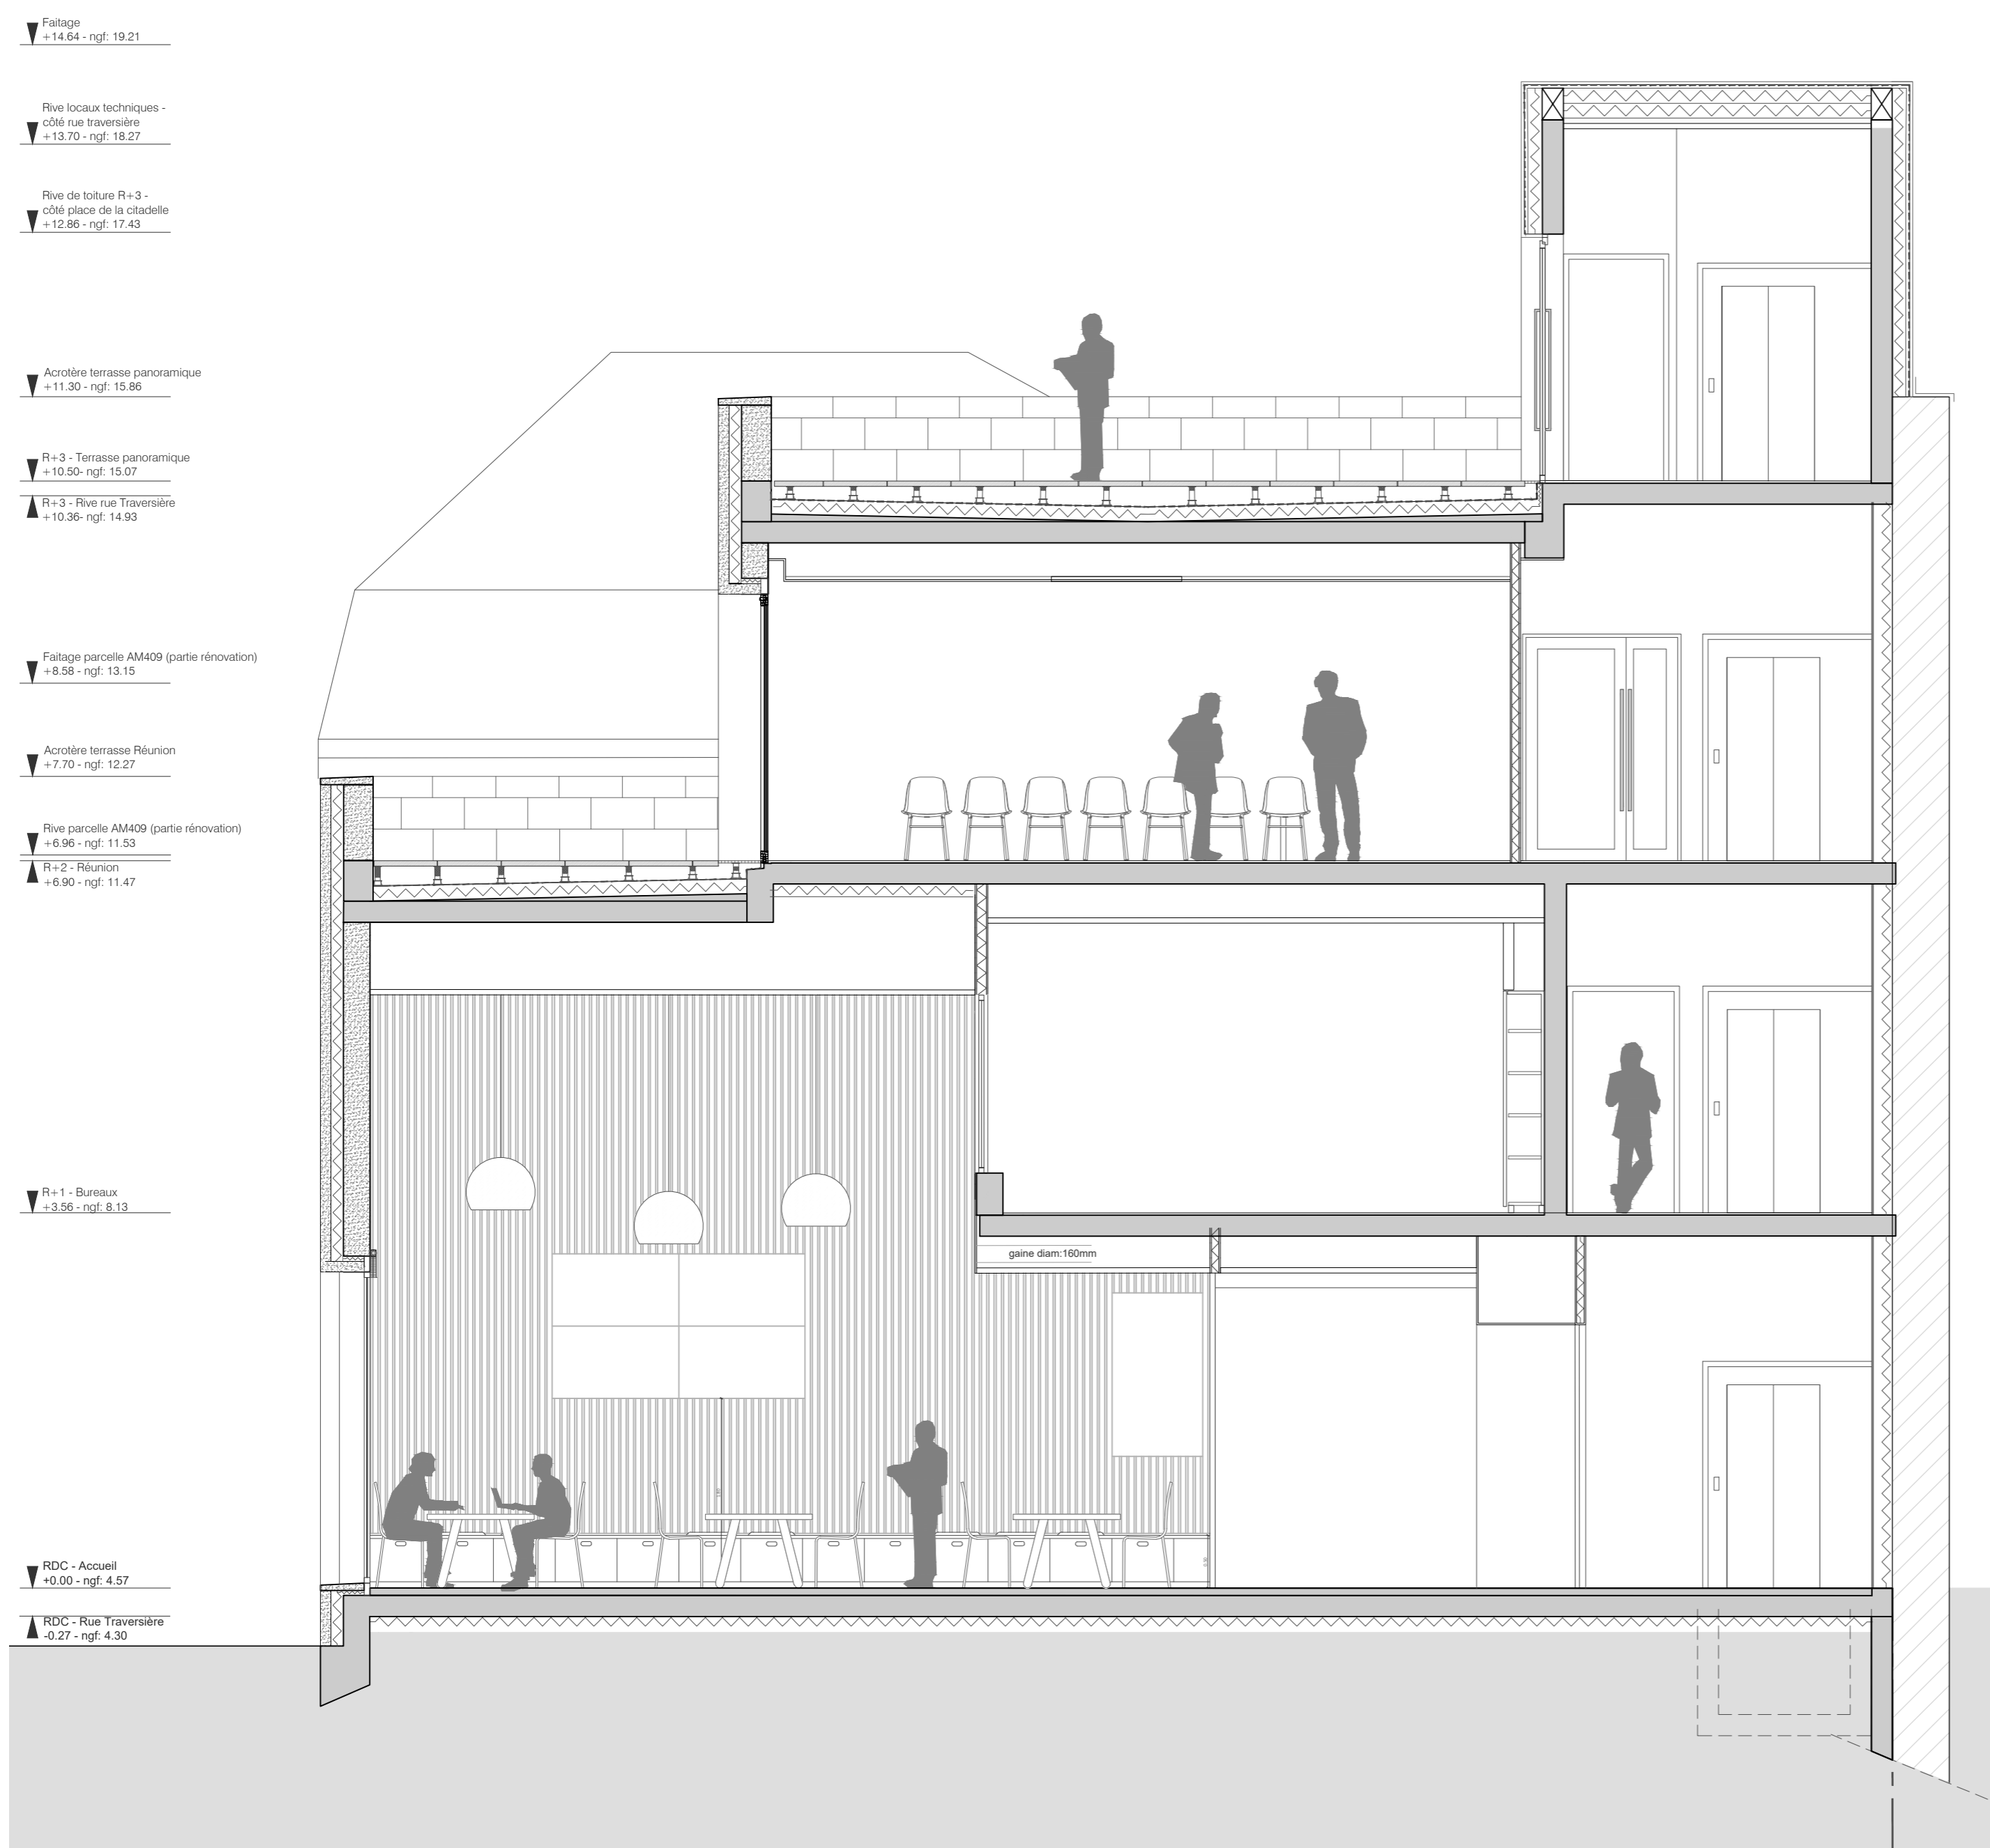 Faitage
+14.64 - ngf: 19.21
Rive locaux techniques -
côté rue traversière
+13.70 - ngf: 18.27
Rive de toiture R+3 -
côté place de la citadelle
+12.86 - ngf: 17.43
Acrotère terrasse panoramique
+11.30 - ngf: 15.86
R+3 - Terrasse panoramique
+10.50- ngf: 15.07
R+3 - Rive rue Traversière
+10.36- ngf: 14.93
Faitage parcelle AM409 (partie rénovation)
+8.58 - ngf: 13.15
Acrotère terrasse Réunion
+7.70 - ngf: 12.27
Rive parcelle AM409 (partie rénovation)
+6.96 - ngf: 11.53
R+2 - Réunion
+6.90 - ngf: 11.47
R+1 - Bureaux
+3.56 - ngf: 8.13
gaine diam:160mm
RDC - Accueil
+0.00 - ngf: 4.57
RDC - Rue Traversière
-0.27 - ngf: 4.30